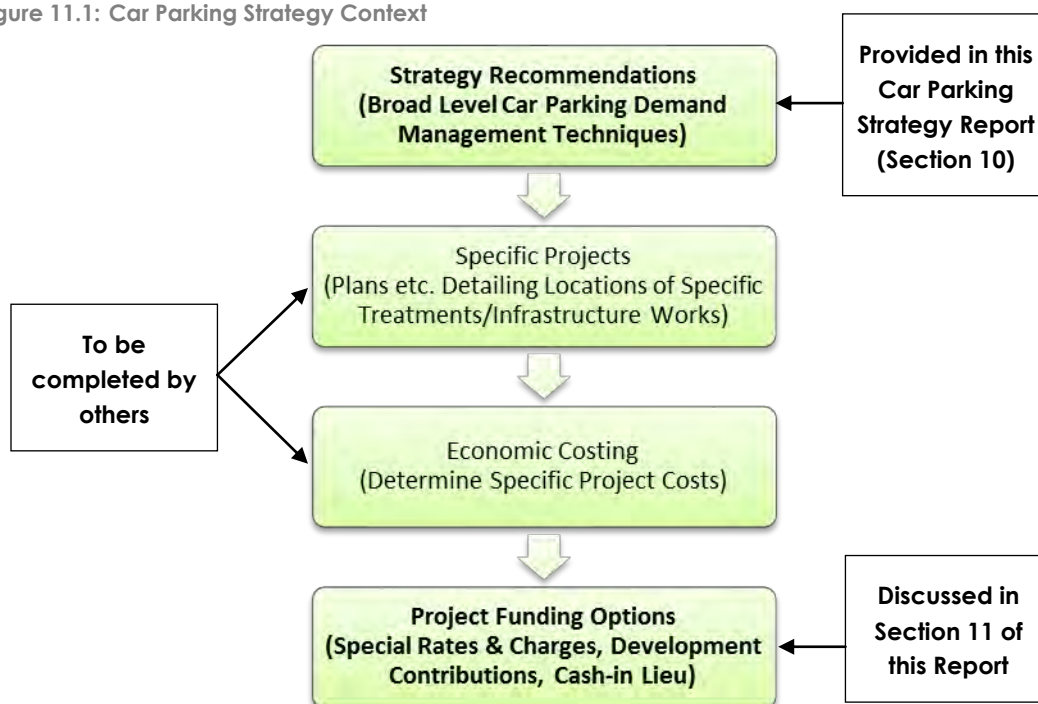 gure 11.1: Car Parking Strategy Context
Strategy Recommendations
(Broad Level Car Parking Demand
Management Techniques)
Provided in this
Car Parking
Strategy Report
(Section 10)
Specific Projects
(Plans etc. Detailing Locations of Specific
Treatments/Infrastructure Works)
To be
completed by
others
Economic Costing
(Determine Specific Project Costs)
Project Funding Options
(Special Rates & Charges, Development
Contributions, Cash-in Lieu)
Discussed in
Section 11 of
this Report